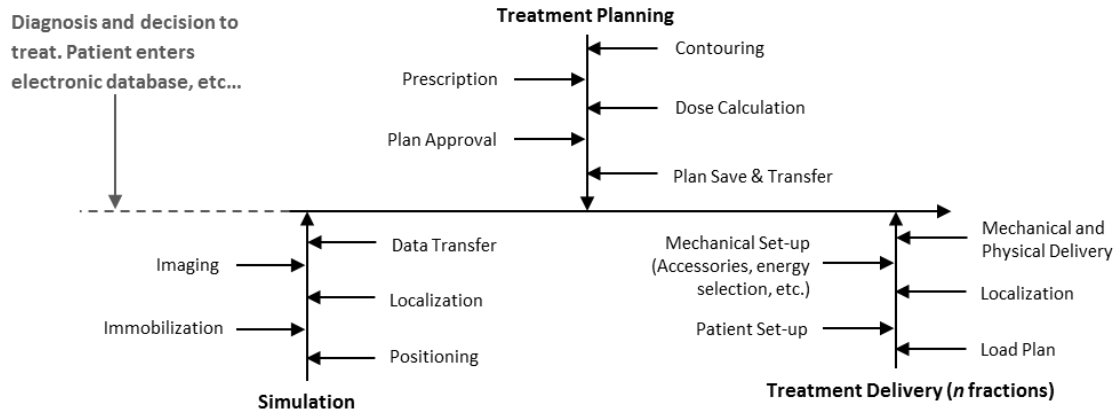 Diagnosis and decision to
treat. Patient enters
electronic database, etc...
Treatment Planning
Contouring
Prescription
Dose Calculation
Plan Approval
Plan Save & Transfer
Data Transfer
Imaging
Localization
Immobilization
Positioning
Simulation
Mechanical and
Physical Delivery
Mechanical Set-up
(Accessories, energy
selection, etc.)
Localization
Patient Set-up
Load Plan
Treatment Delivery (n fractions)